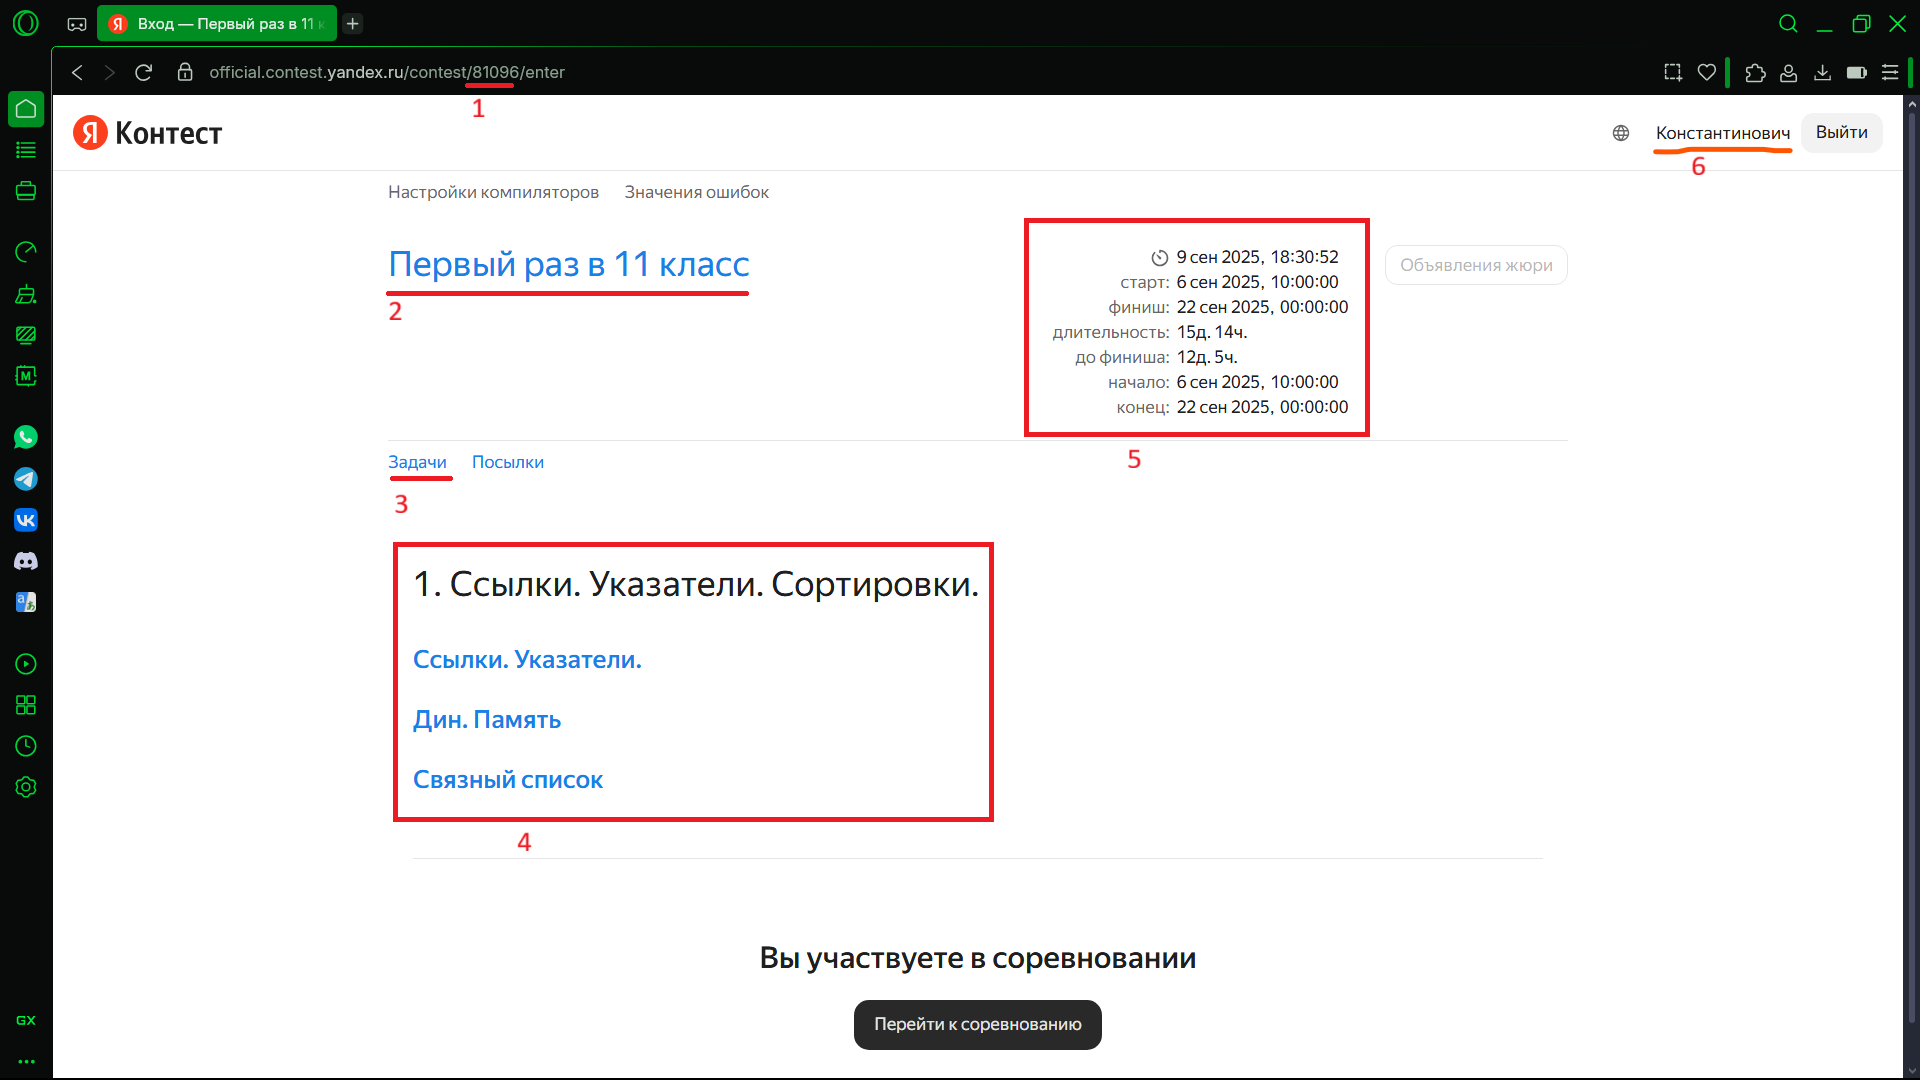 Вход — Первый раз в 11 к
official.contest.yandex.ru/contest/81096/enter
1
Я Контест
Константинович
Выйти
6
Настройки компиляторов Значения ошибок
Первый раз в 11 класс
2
9 сен 2025, 18:30:52
старт: 6 сен 2025, 10:00:00
финиш: 22 сен 2025, 00:00:00
длительность: 15д. 14ч.
до финиша: 12д. 5ч.
начало: 6 сен 2025, 10:00:00
конец: 22 сен 2025, 00:00:00
Объявления жюри
5
Задачи Посылки
3
1. Ссылки. Указатели. Сортировки.
Ссылки. Указатели.
Дин. Память
Связный список
4
Вы участвуете в соревновании
Перейти к соревнованию
M
GX